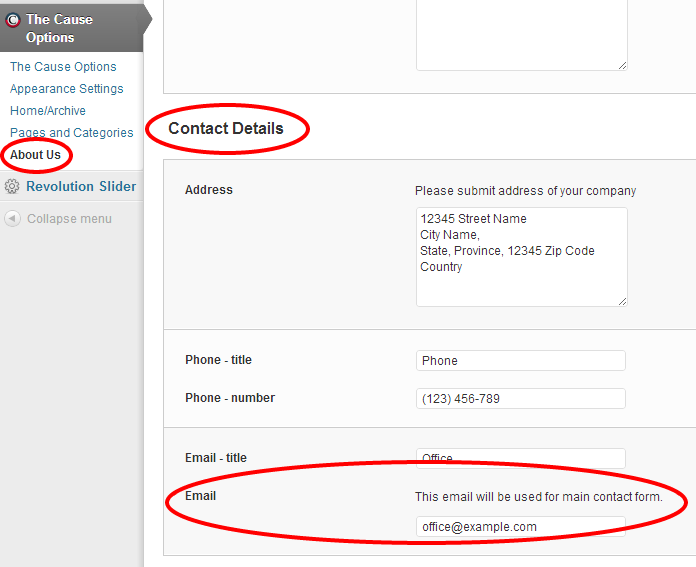 The Cause
Options
The Cause Options
Appearance Settings
Home/Archive
Pages and Categories
About Us
Revolution Slider
Collapse menu
Contact Details
Address
Please submit address of your company
12345 Street Name
City Name,
State, Province, 12345 Zip Code
Country
Phone - title
Phone
Phone - number
(123) 456-789
Email - title
Office
Email
This email will be used for main contact form.
office@example.com